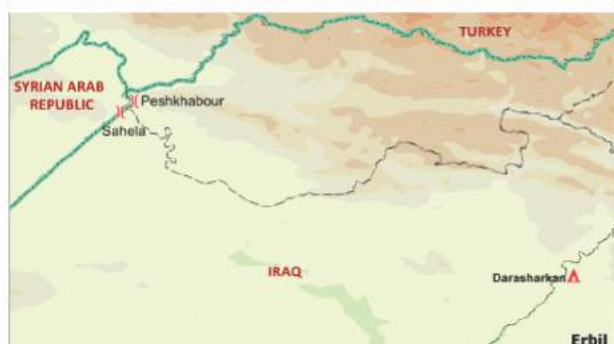 TURKEY
SYRIAN ARAB
REPUBLIC
Peshkhabour
Sahela
IRAQ
Darasharkan
Erbil